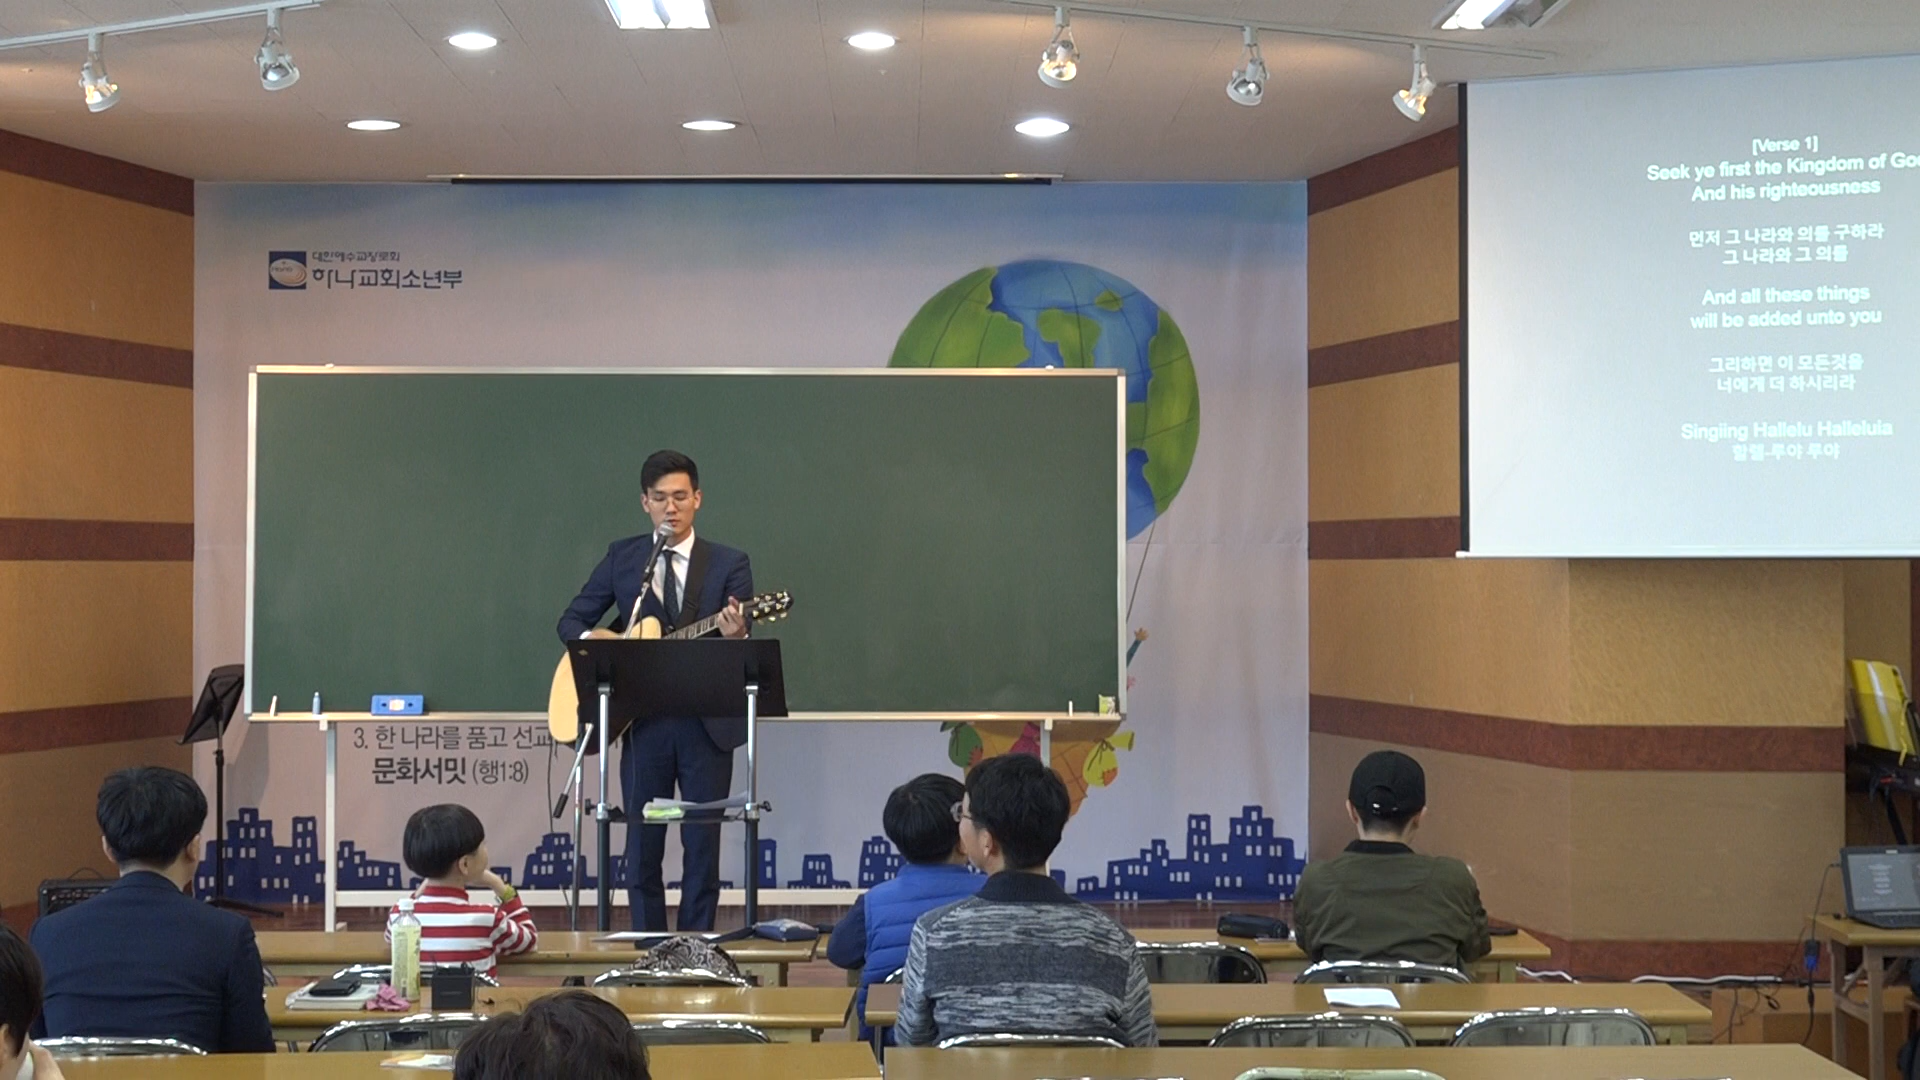 대한예수교장로회
하나교회소년부
3. 한 나라를 품고 선교
문화서밋 (행1:8)
[Verse 1]
Seek ye first the Kingdom of Go
And his righteousness
먼저 그 나라와 의를 구하라
그 나라와 그 의를
And all these things
will be added unto you
그리하면 이 모든것을
너에게 더 하시리라
Singling Hallelu Halleluia
할렐-루야 루야